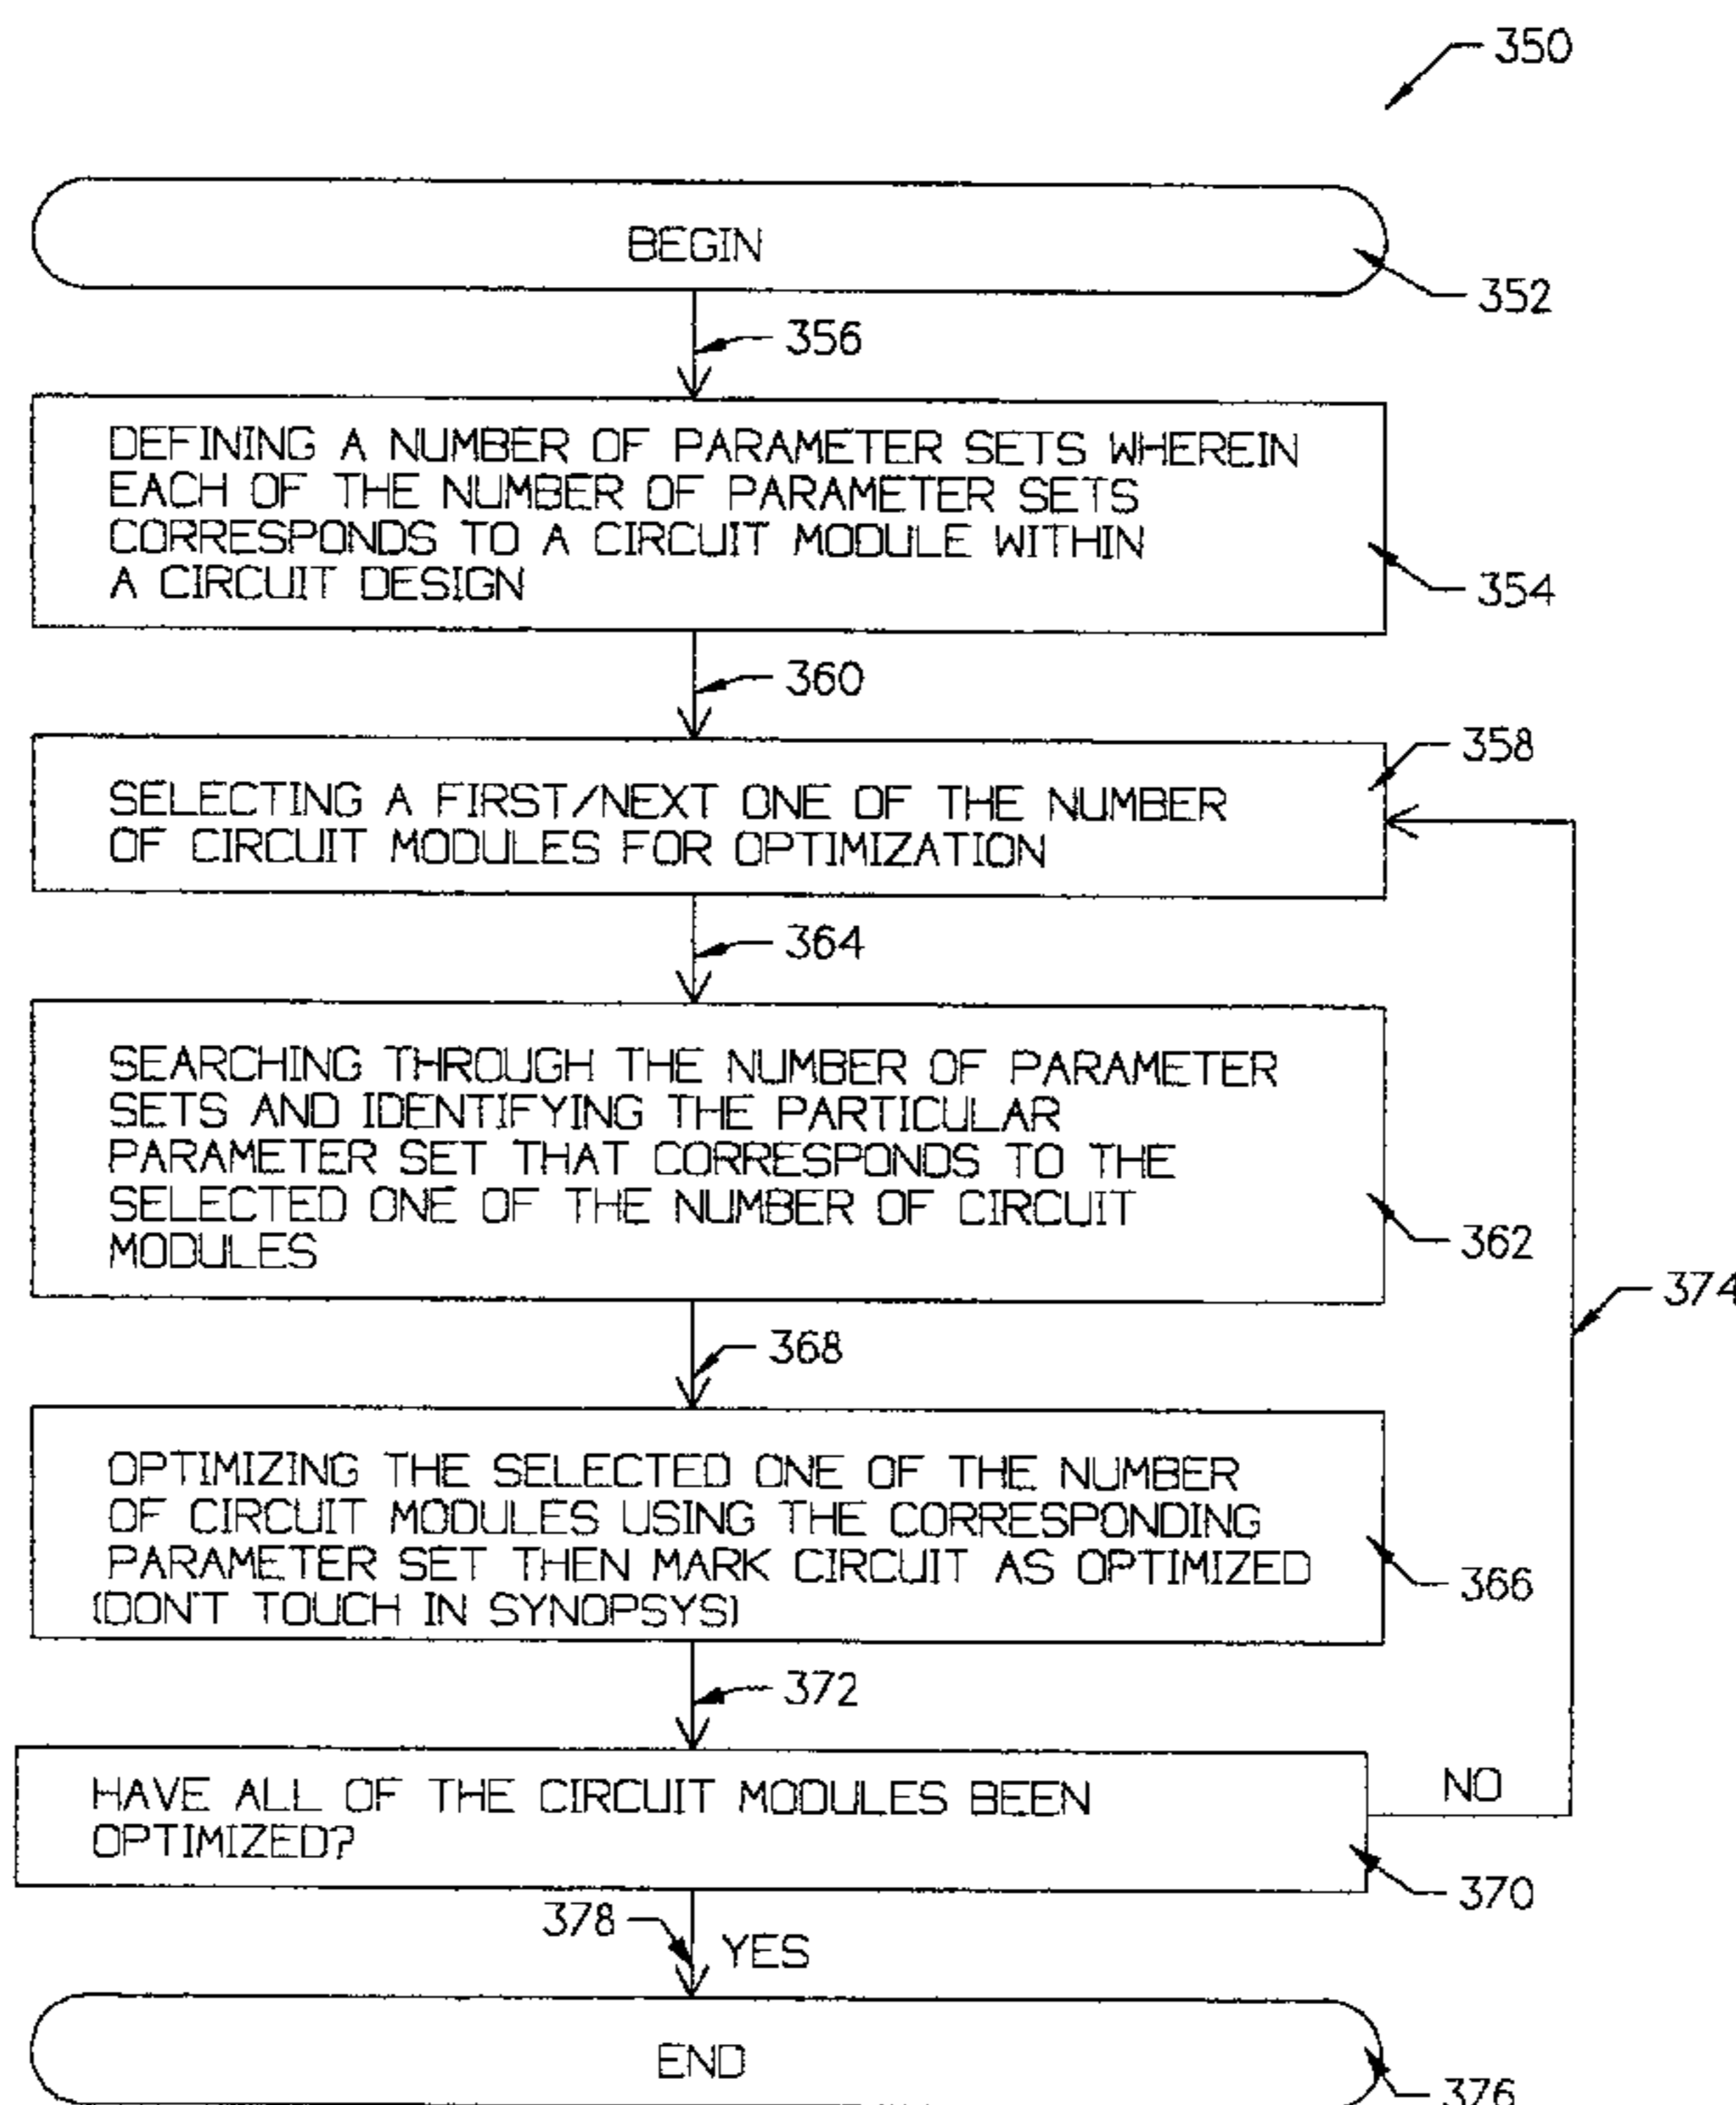 350
BEGIN
352
356
DEFINING A NUMBER OF PARAMETER SETS WHEREIN
EACH OF THE NUMBER OF PARAMETER SETS
CORRESPONDS TO A CIRCUIT MODULE WITHIN
A CIRCUIT DESIGN
354
360
358
SELECTING A FIRST/NEXT ONE OF THE NUMBER
OF CIRCUIT MODULES FOR OPTIMIZATION
364
SEARCHING THROUGH THE NUMBER OF PARAMETER
SETS AND IDENTIFYING THE PARTICULAR
PARAMETER SET THAT CORRESPONDS TO THE
SELECTED ONE OF THE NUMBER OF CIRCUIT
MODULES
362
374
368
OPTIMIZING THE SELECTED ONE OF THE NUMBER
OF CIRCUIT MODULES USING THE CORRESPONDING
PARAMETER SET THEN MARK CIRCUIT AS OPTIMIZED
(DON'T TOUCH IN SYNOPSYS)
366
372
HAVE ALL OF THE CIRCUIT MODULES BEEN
OPTIMIZED?
NO
370
378
YES
END
376